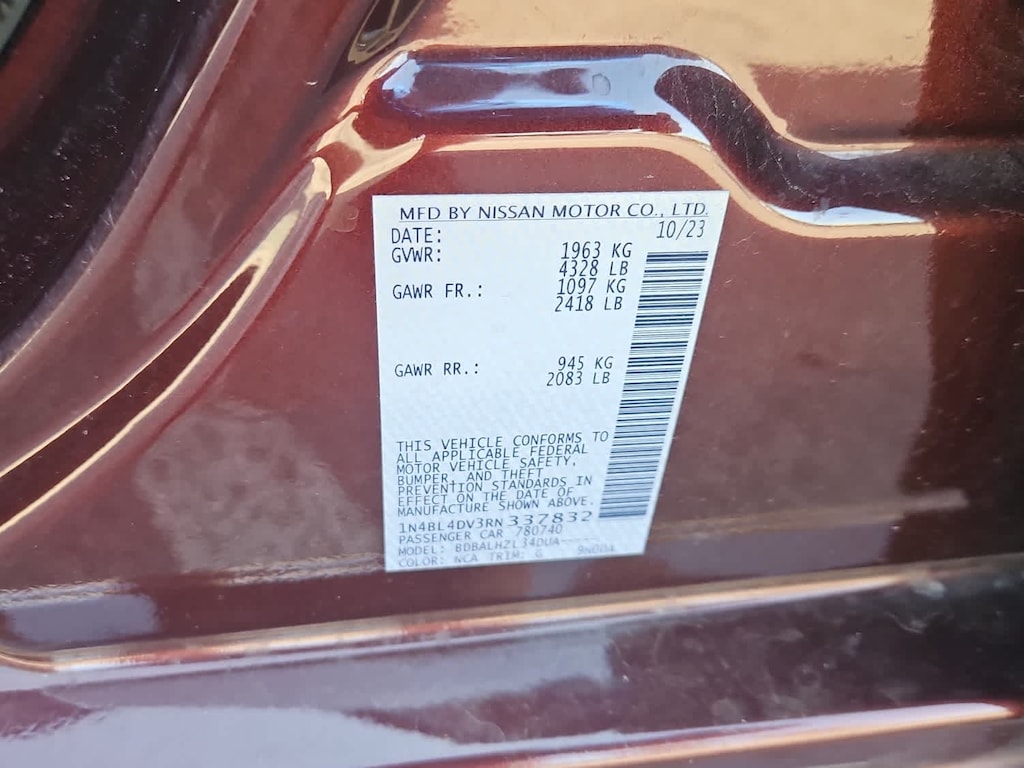 MFD BY NISSAN MOTOR CO., LTD.
DATE: 10/23
GVWR: 1963 KG
4328 LB
GAWR FR.: 1097 KG
2418 LB
GAWR RR.: 945 KG
2083 LB
THIS VEHICLE CONFORMS TO
ALL APPLICABLE FEDERAL
MOTOR VEHICLE SAFETY,
BUMPER, AND THEFT
PREVENTION STANDARDS IN
EFFECT ON THE DATE OF
MANUFACTURE SHOWN ABOVE.
1N4BL4DV3RN337832
PASSENGER CAR 780740
MODEL: BDBALHZL34DUA-----
COLOR: NCA TRIM: G